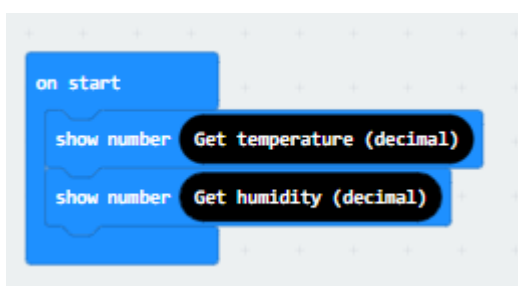 on start
show number Get temperature (decimal)
show number Get humidity (decimal)